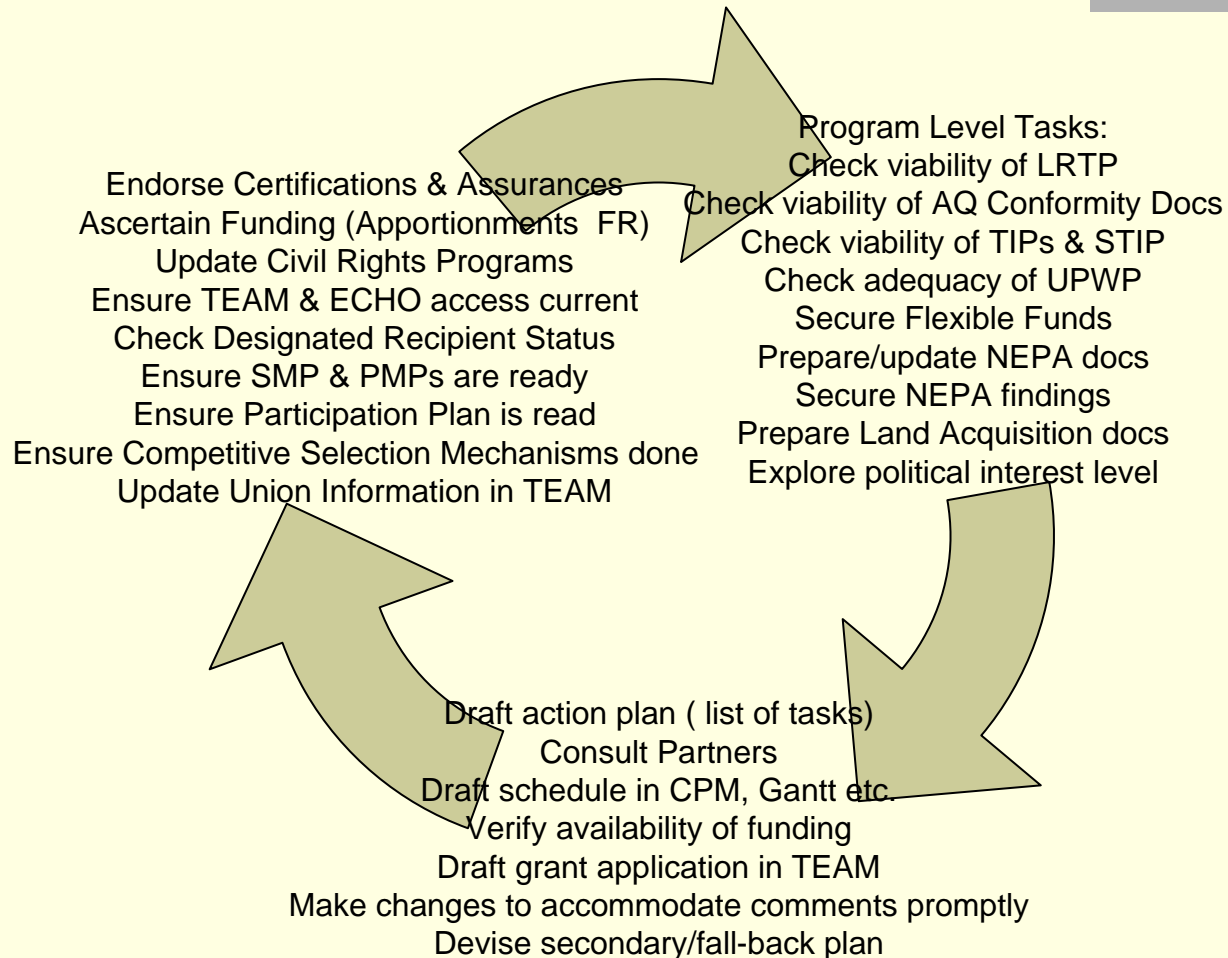 Endorse Certifications & Assurances
Ascertain Funding (Apportionments  FR)
Update Civil Rights Programs
Ensure TEAM & ECHO access current
Check Designated Recipient Status
Ensure SMP & PMPs are ready
Ensure Participation Plan is read
Ensure Competitive Selection Mechanisms done
Update Union Information in TEAM
Program Level Tasks:
Check viability of LRTP
Check viability of AQ Conformity Docs
Check viability of TIPs & STIP
Check adequacy of UPWP
Secure Flexible Funds
Prepare/update NEPA docs
Secure NEPA findings
Prepare Land Acquisition docs
Explore political interest level
Draft action plan ( list of tasks)
Consult Partners
Draft schedule in CPM, Gantt etc.
Verify availability of funding
Draft grant application in TEAM
Make changes to accommodate comments promptly
Devise secondary/fall-back plan